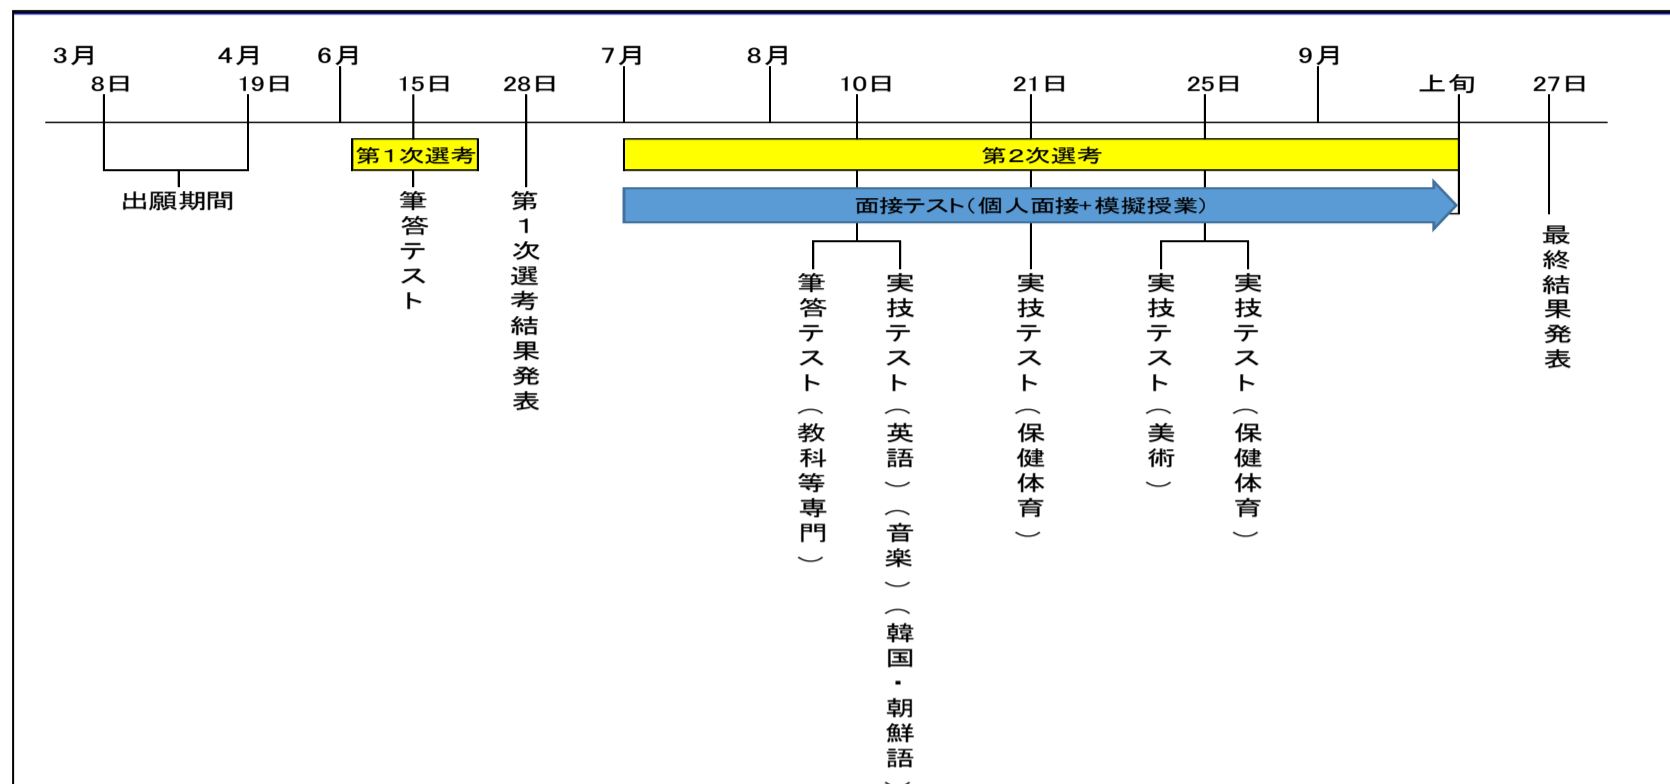 3月
4月
6月
7月
8月
9月
8日
19日
15日
28日
10日
21日
25日
上旬
27日
第1次選考
第2次選考
出願期間
筆答テスト
第1次選考結果発表
面接テスト(個人面接+模擬授業)
筆答テスト(教科等専門)
実技テスト(英語)(音楽)(韓国・朝鮮語)
実技テスト(保健体育)
実技テスト(美術)
実技テスト(保健体育)
最終結果発表